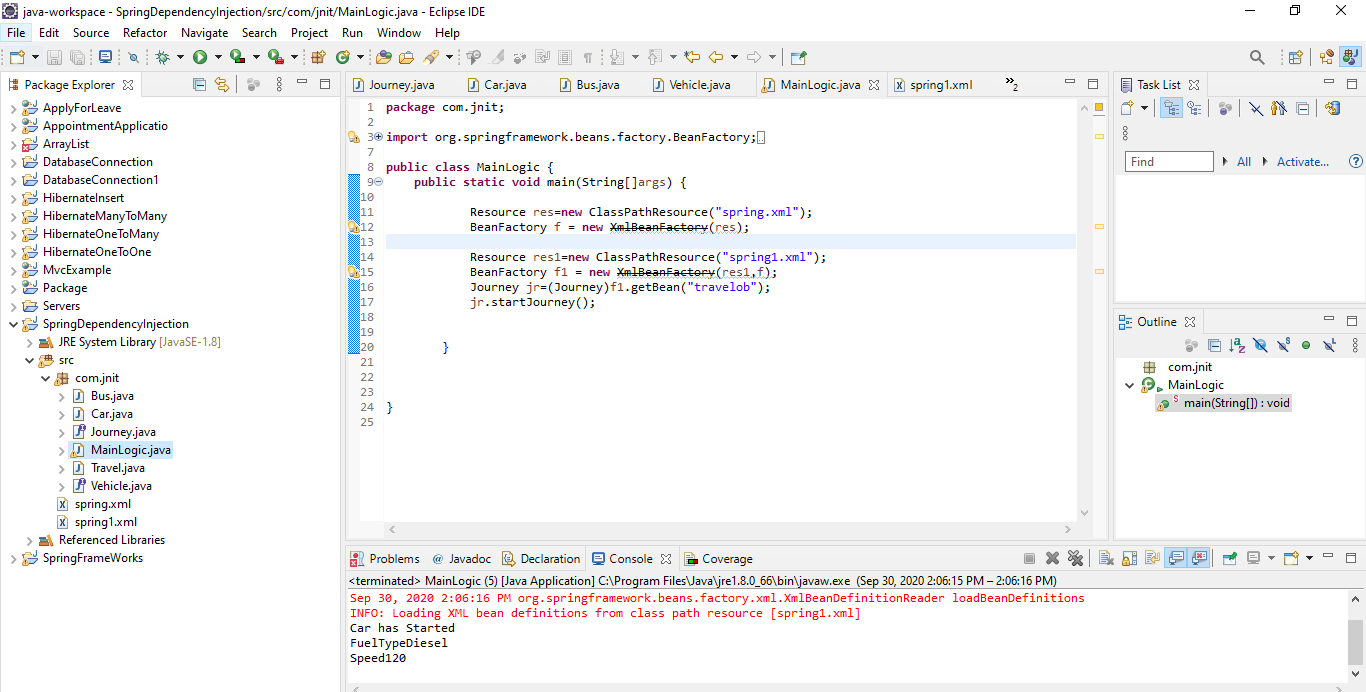 java-workspace - SpringDependencyInjection/src/com/jnit/MainLogic.java - Eclipse IDE
File Edit Source Refactor Navigate Search Project Run Window Help
Package Explorer
ApplyForLeave
AppointmentApplicatio
ArrayList
DatabaseConnection
DatabaseConnection1
HibernateInsert
HibernateManyToMany
HibernateOneToMany
HibernateOneToOne
MvcExample
Package
Servers
SpringDependencyInjection
JRE System Library [JavaSE-1.8]
src
com.jnit
Bus.java
Car.java
Journey.java
MainLogic.java
Travel.java
Vehicle.java
spring.xml
spring1.xml
Referenced Libraries
SpringFrameWorks
Journey.java Car.java Bus.java Vehicle.java MainLogic.java spring1.xml »2
1 package com.jnit;
2
3 import org.springframework.beans.factory.BeanFactory;
7
8 public class MainLogic {
9 public static void main(String[]args) {
10
11 Resource res=new ClassPathResource("spring.xml");
12 BeanFactory f = new XmlBeanFactory(res);
13
14 Resource res1=new ClassPathResource("spring1.xml");
15 BeanFactory f1 = new XmlBeanFactory(res1,f);
16 Journey jr=(Journey)f1.getBean("travelob");
17 jr.startJourney();
18
19
20 }
21
22
23
24 }
25
Task List
Find All Activate...
Outline
com.jnit
MainLogic
main(String[]) : void
Problems @ Javadoc Declaration Console Coverage
<terminated> MainLogic (5) [Java Application] C:\Program Files\Java\jre1.8.0_66\bin\javaw.exe (Sep 30, 2020 2:06:15 PM – 2:06:16 PM)
Sep 30, 2020 2:06:16 PM org.springframework.beans.factory.xml.XmlBeanDefinitionReader loadBeanDefinitions
INFO: Loading XML bean definitions from class path resource [spring1.xml]
Car has Started
FuelTypeDiesel
Speed120